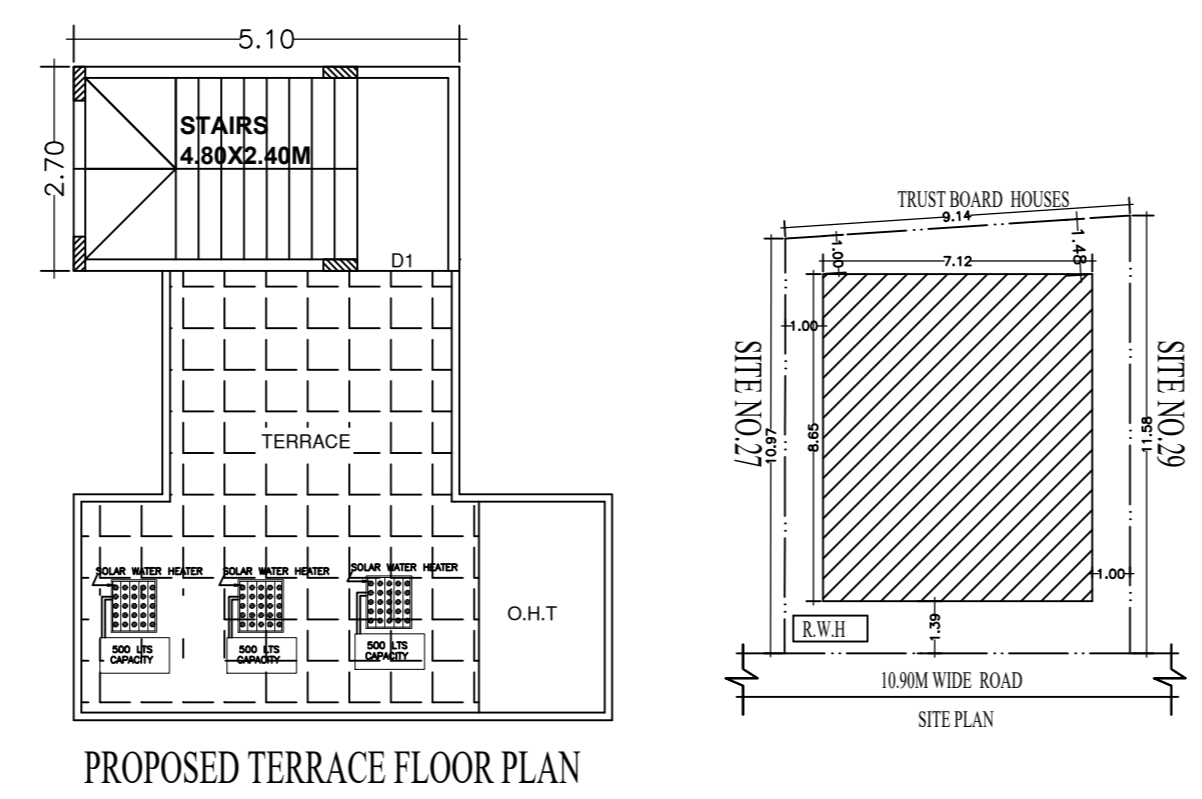 5.10
2.70
STAIRS
4.80X2.40M
D1
TERRACE
SOLAR WATER HEATER
SOLAR WATER HEATER
SOLAR WATER HEATER
500 LTS
CAPACITY
500 LTS
CAPACITY
500 LTS
CAPACITY
O.H.T
PROPOSED TERRACE FLOOR PLAN
TRUST BOARD HOUSES
9.14
1.00
1.48
7.12
1.00
SITE NO.27
10.97
8.65
11.58
SITE NO.29
1.00
1.39
R.W.H
10.90M WIDE ROAD
SITE PLAN